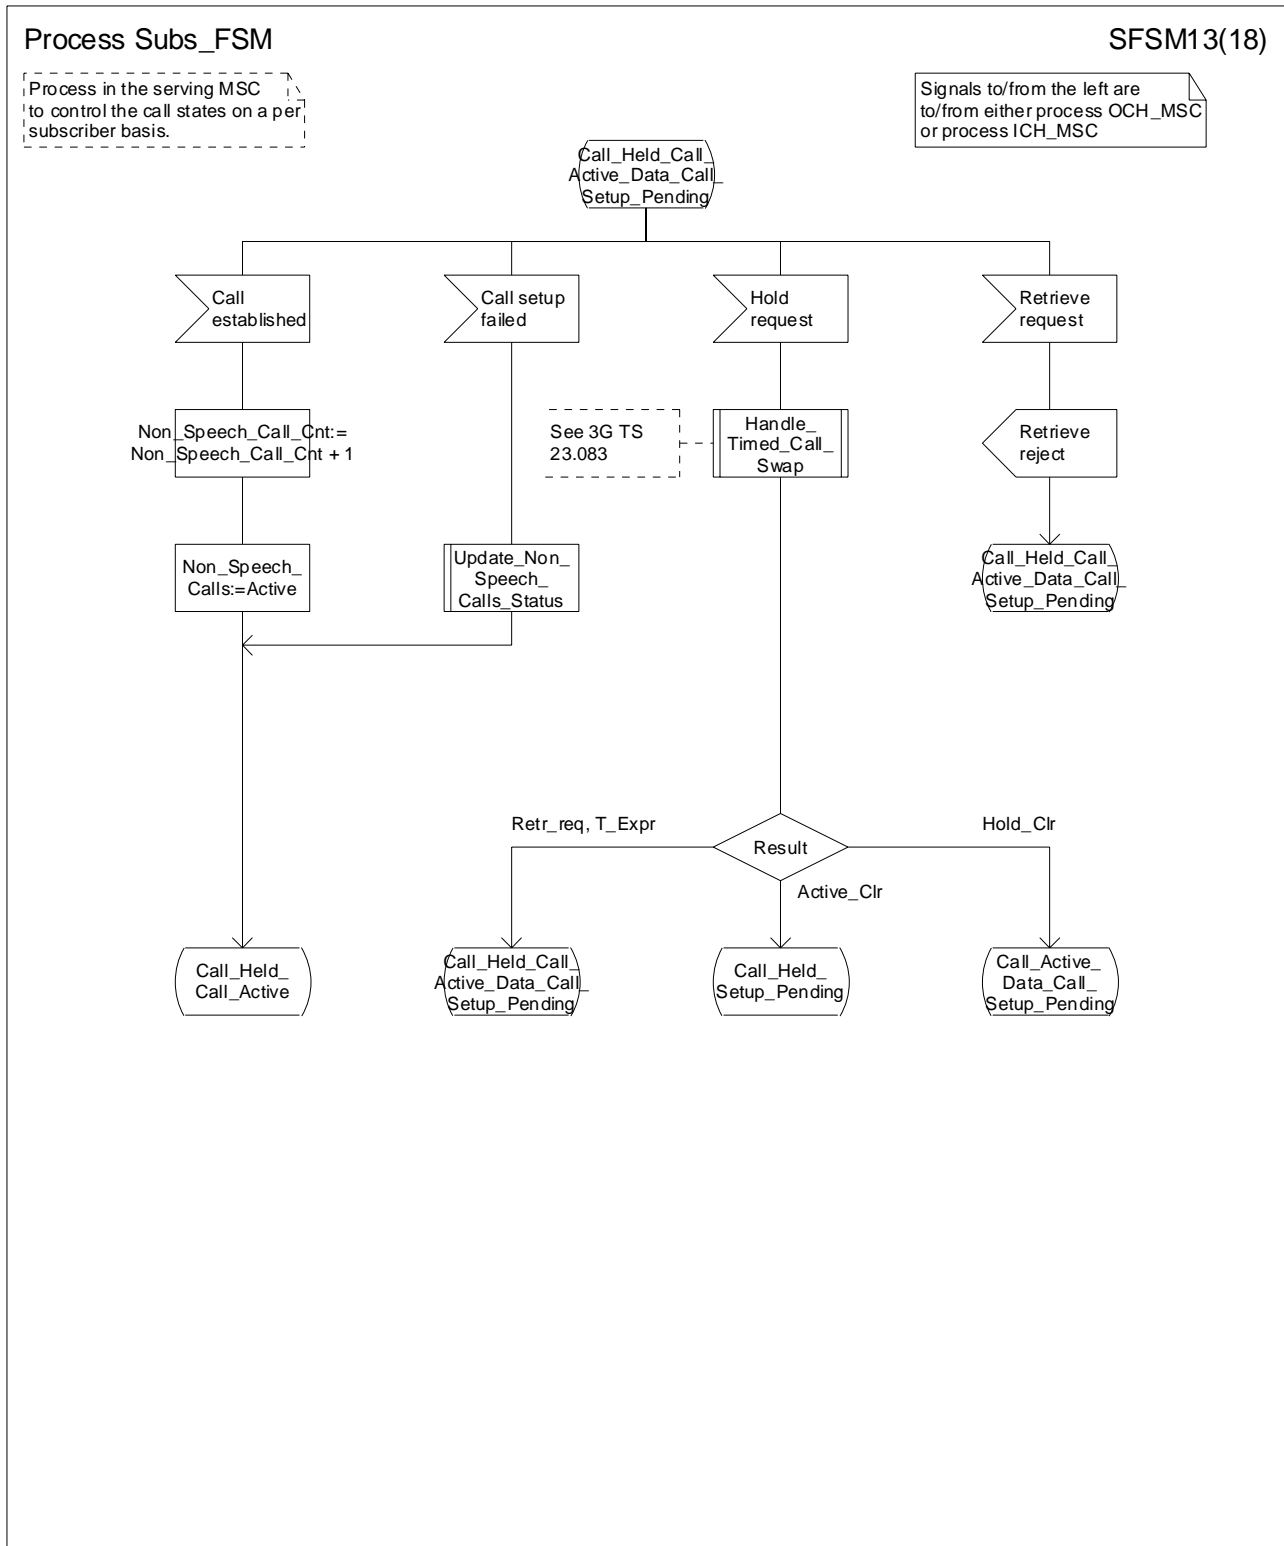 Process Subs_FSM
SFSM13(18)
Process in the serving MSC
to control the call states on a per
subscriber basis.
Signals to/from the left are
to/from either process OCH_MSC
or process ICH_MSC
Call_Held_Call_
Active_Data_Call_
Setup_Pending
Call
established
Call setup
failed
Hold
request
Retrieve
request
Non_Speech_Call_Cnt:=
Non_Speech_Call_Cnt + 1
See 3G TS
23.083
Handle_
Timed_Call_
Swap
Retrieve
reject
Non_Speech_
Calls:=Active
Update_Non_
Speech_
Calls_Status
Call_Held_Call_
Active_Data_Call_
Setup_Pending
Retr_req, T_Expr
Result
Hold_Clr
Active_Clr
Call_Held_
Call_Active
Call_Held_Call_
Active_Data_Call_
Setup_Pending
Call_Held_
Setup_Pending
Call_Active_
Data_Call_
Setup_Pending